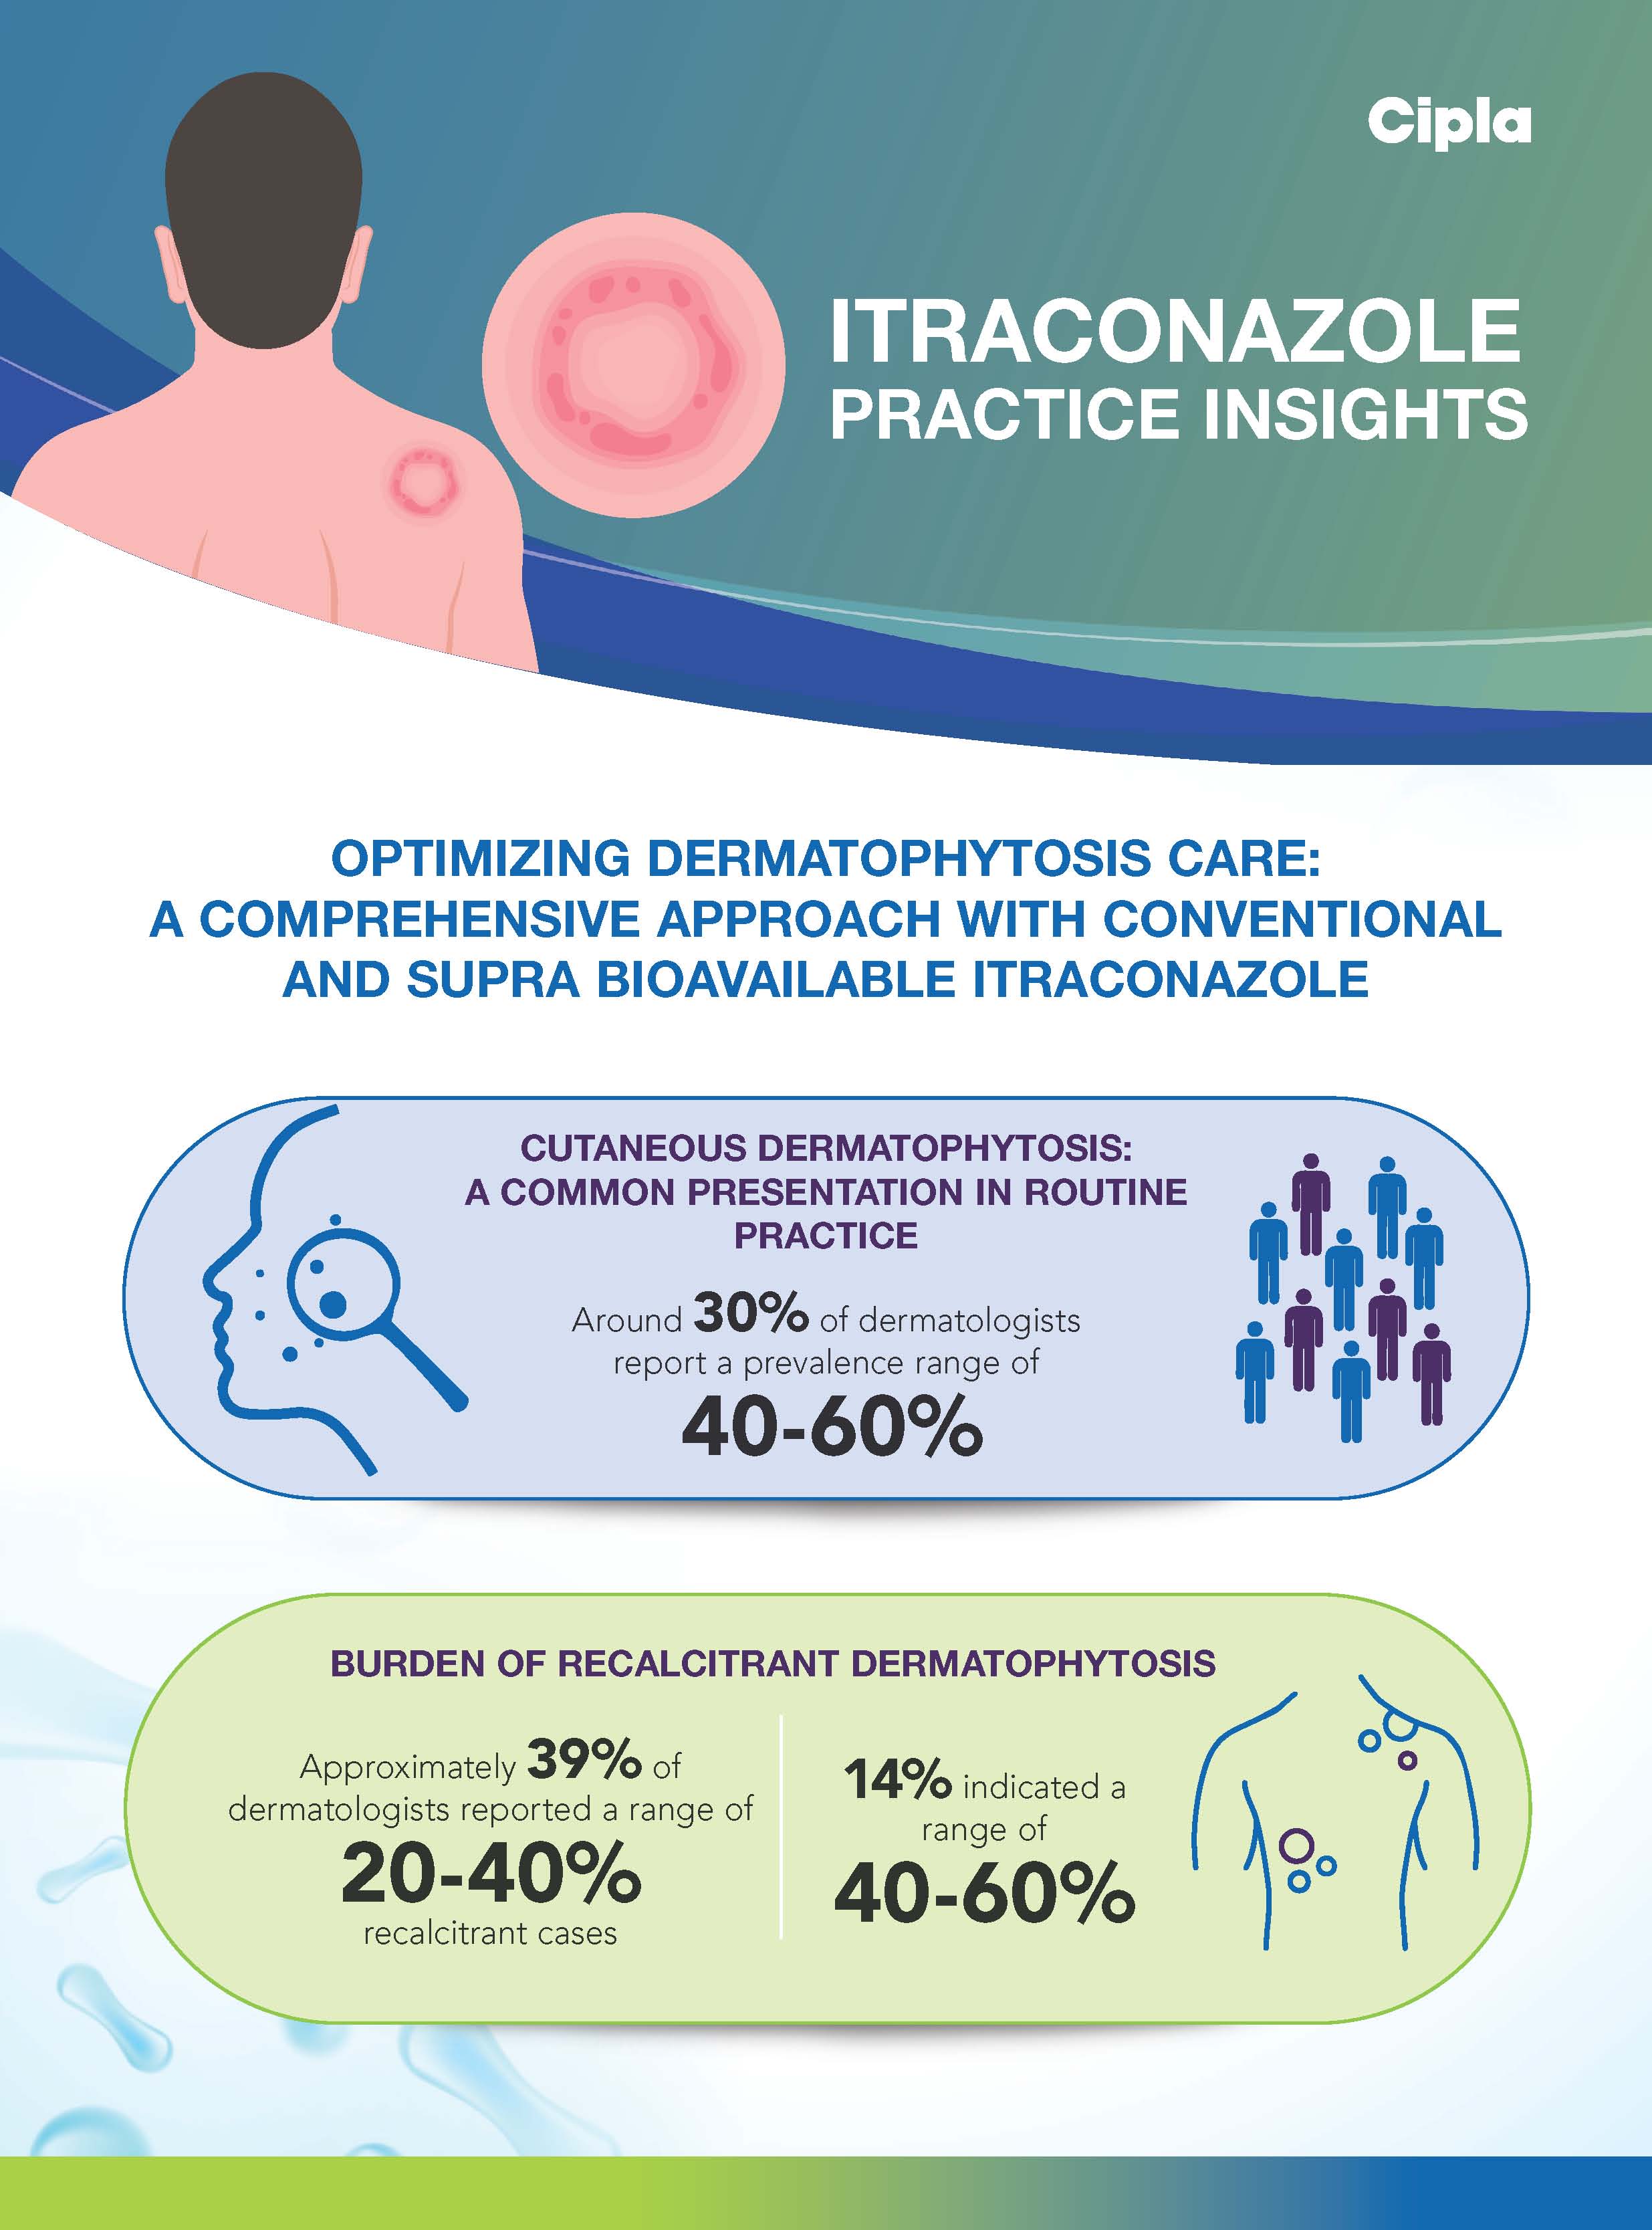 Cipla
ITRACONAZOLE
PRACTICE INSIGHTS
OPTIMIZING DERMATOPHYTOSIS CARE:
A COMPREHENSIVE APPROACH WITH CONVENTIONAL
AND SUPRA BIOAVAILABLE ITRACONAZOLE
CUTANEOUS DERMATOPHYTOSIS:
A COMMON PRESENTATION IN ROUTINE
PRACTICE
Around 30% of dermatologists
report a prevalence range of
40-60%
BURDEN OF RECALCITRANT DERMATOPHYTOSIS
Approximately 39% of
dermatologists reported a range of
20-40%
recalcitrant cases
14% indicated a
range of
40-60%